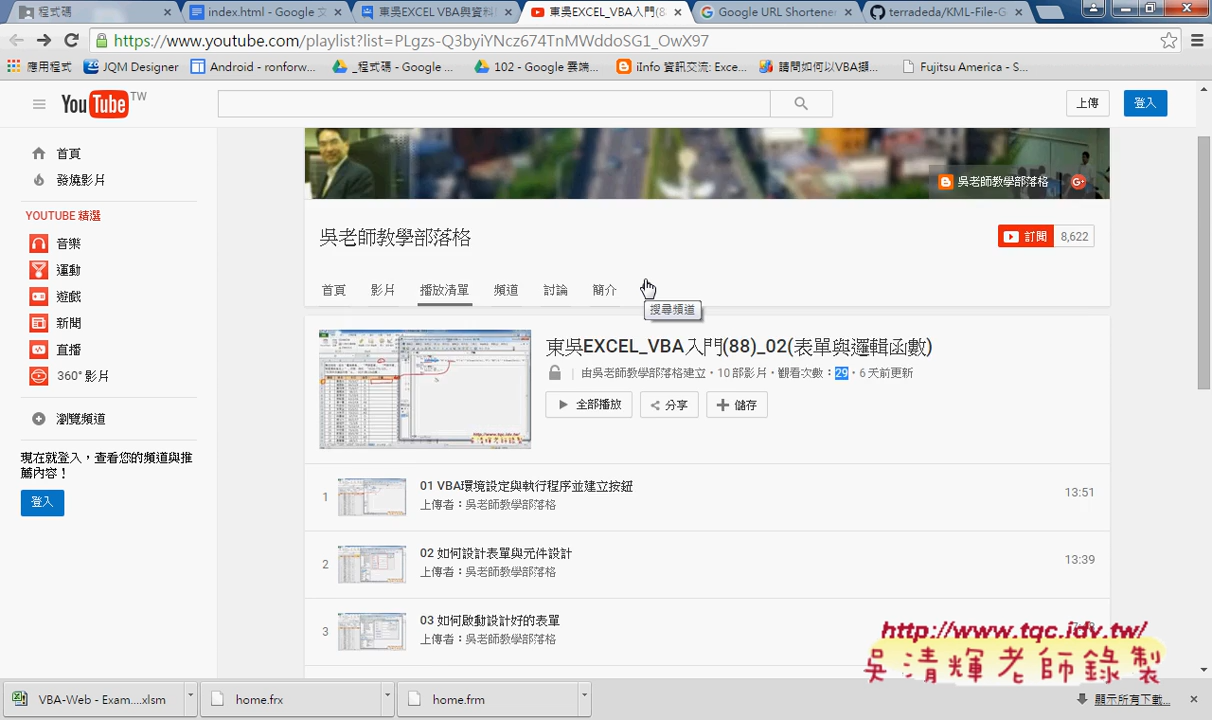 程式碼
index.html - Google 文
東吳EXCEL VBA與資料
東吳EXCEL_VBA入門(8
Google URL Shortener
terradeda/KML-File-G
https://www.youtube.com/playlist?list=PLgzs-Q3byiYNcz674TnMWddoSG1_OwX97
應用程式
JQM Designer
Android - ronforw...
_程式碼 - Google ...
102 - Google 雲端...
iInfo 資訊交流: Exce...
請問如何以VBA擷...
Fujitsu America - S...
YouTube TW
上傳
登入
首頁
發燒影片
YOUTUBE 精選
音樂
運動
遊戲
新聞
直播
360° 影片
瀏覽頻道
現在就登入，查看您的頻道與推
薦內容！
登入
吳老師教學部落格
吳老師教學部落格
訂閱 8,622
首頁
影片
播放清單
頻道
討論
簡介
搜尋頻道
東吳EXCEL_VBA入門(88)_02(表單與邏輯函數)
由吳老師教學部落格建立 • 10 部影片 • 觀看次數：29 • 6 天前更新
全部播放
分享
儲存
1
01 VBA環境設定與執行程序並建立按鈕
上傳者：吳老師教學部落格
13:51
2
02 如何設計表單與元件設計
上傳者：吳老師教學部落格
13:39
3
03 如何啟動設計好的表單
上傳者：吳老師教學部落格
http://www.tqc.idv.tw/
吳清輝老師錄製
VBA-Web - Exam....xlsm
home.frx
home.frm
顯示所有下載...